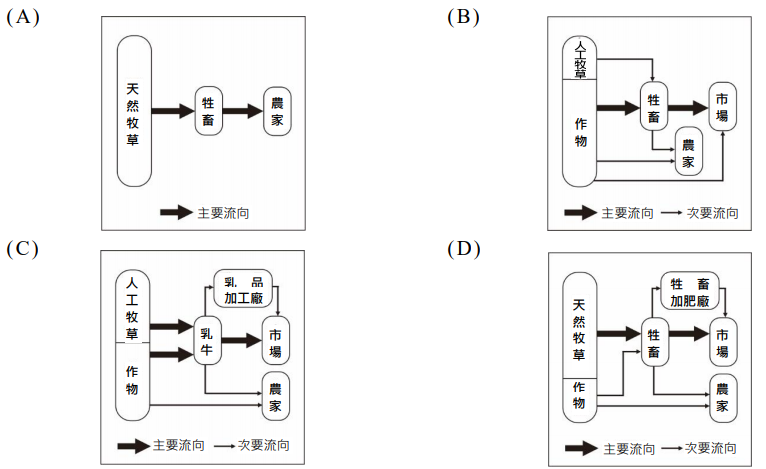 (A)
天然牧草
牲畜
農家
主要流向
(B)
人工牧草
作物
牲畜
市場
農家
主要流向
次要流向
(C)
人工牧草
作物
乳品
加工廠
乳牛
市場
農家
主要流向
次要流向
(D)
天然牧草
作物
牲畜
加肥廠
牲畜
市場
農家
主要流向
次要流向